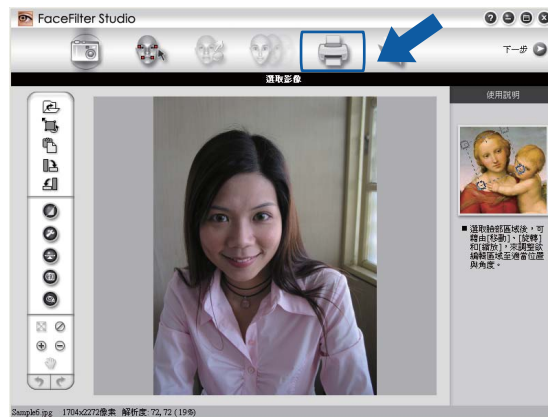 FaceFilter Studio
下一步
選取影像
使用說明
■ 選取臉部區域後，可
藉由[移動]、[旋轉]
和[縮放]，來調整欲
編輯區域至適當位置
與角度。
Sample6.jpg 1704x2272像素 解析度: 72, 72 (19%)